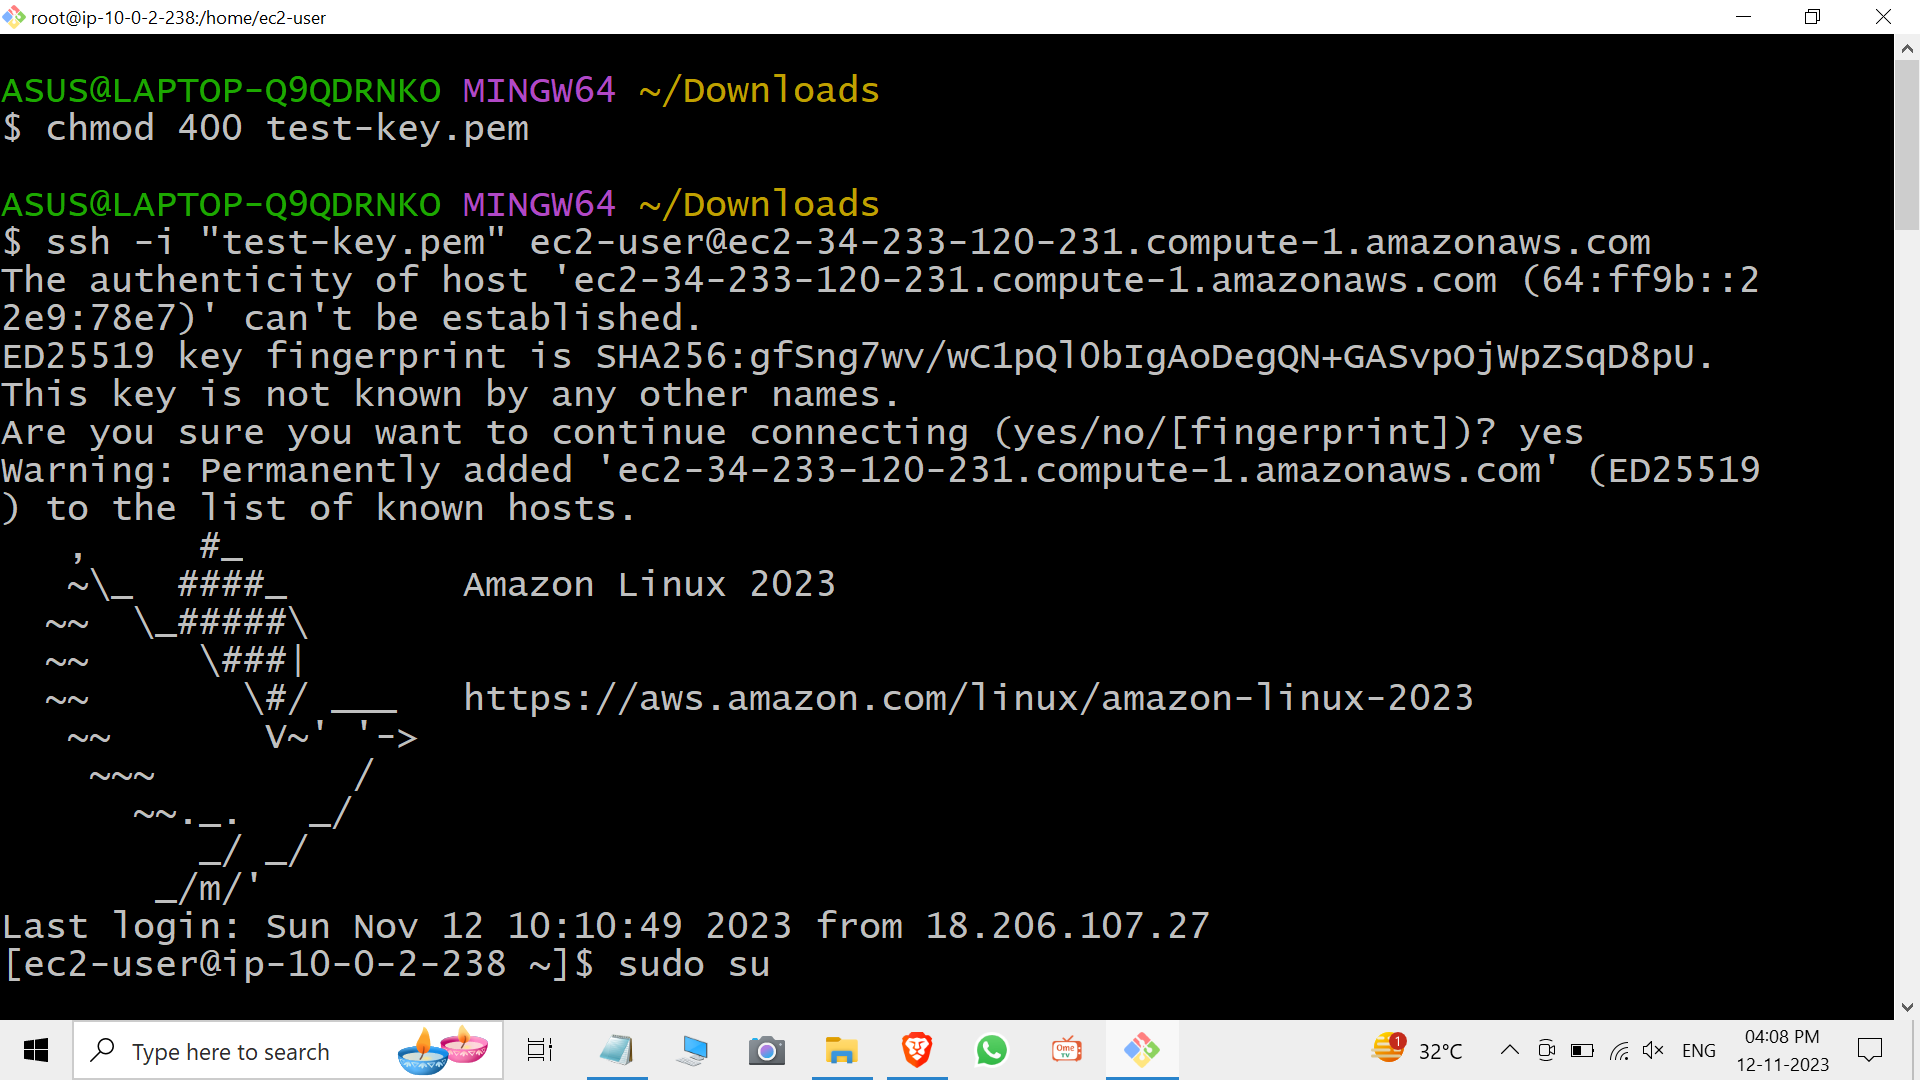 root@ip-10-0-2-238:/home/ec2-user
ASUS@LAPTOP-Q9QDRNKO MINGW64 ~/Downloads
$ chmod 400 test-key.pem
ASUS@LAPTOP-Q9QDRNKO MINGW64 ~/Downloads
$ ssh -i "test-key.pem" ec2-user@ec2-34-233-120-231.compute-1.amazonaws.com
The authenticity of host 'ec2-34-233-120-231.compute-1.amazonaws.com (64:ff9b::2
2e9:78e7)' can't be established.
ED25519 key fingerprint is SHA256:gfSng7wv/wC1pQl0bIgAoDegQN+GASvpOjWpZSqD8pU.
This key is not known by any other names.
Are you sure you want to continue connecting (yes/no/[fingerprint])? yes
Warning: Permanently added 'ec2-34-233-120-231.compute-1.amazonaws.com' (ED25519
) to the list of known hosts.
   ,     #_
   ~\_  ####_        Amazon Linux 2023
  ~~  \_#####\
  ~~     \###|
  ~~       \#/ ___   https://aws.amazon.com/linux/amazon-linux-2023
   ~~       V~' '->
    ~~~         /
      ~~._.   _/
         _/ _/
       _/m/'
Last login: Sun Nov 12 10:10:49 2023 from 18.206.107.27
[ec2-user@ip-10-0-2-238 ~]$ sudo su
Type here to search
Ome
TV
1
32°C
ENG
04:08 PM
12-11-2023